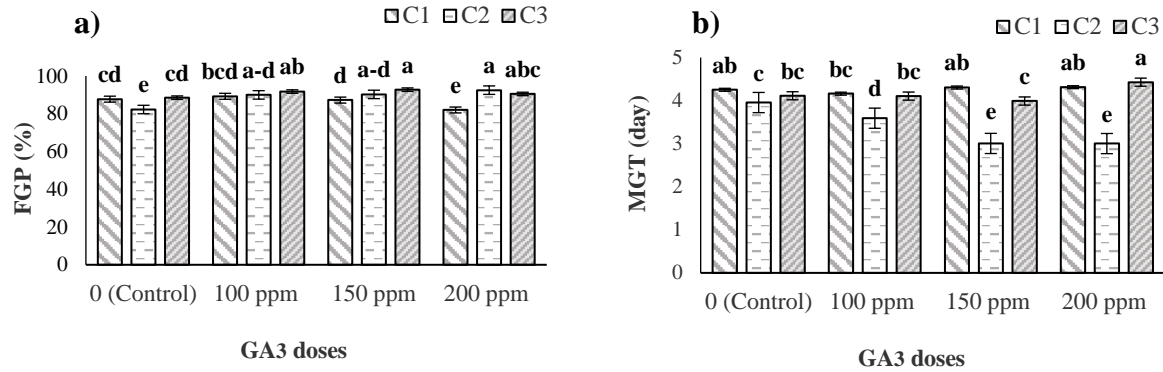 a)
C1 C2 C3
cd e cd bcd a-d ab d a-d a e a abc
100
80
60
40
20
0
FGP (%)
0 (Control) 100 ppm 150 ppm 200 ppm
GA3 doses
b)
C1 C2 C3
ab c bc bc d bc ab e c ab e a
5
4
3
2
1
0
MGT (day)
0 (Control) 100 ppm 150 ppm 200 ppm
GA3 doses